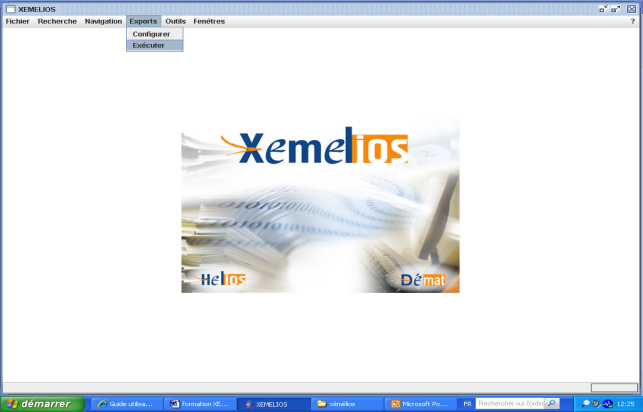 XEMELIOS
Fichier Recherche Navigation Exports Outils Fenêtres ?
Configurer
Exécuter
Xemelios
Helios
Démat
démarrer Guide utilisa... formation XE... XEMELIOS xémélios Microsoft Po... FR Rechercher sur l'ordin 12:25